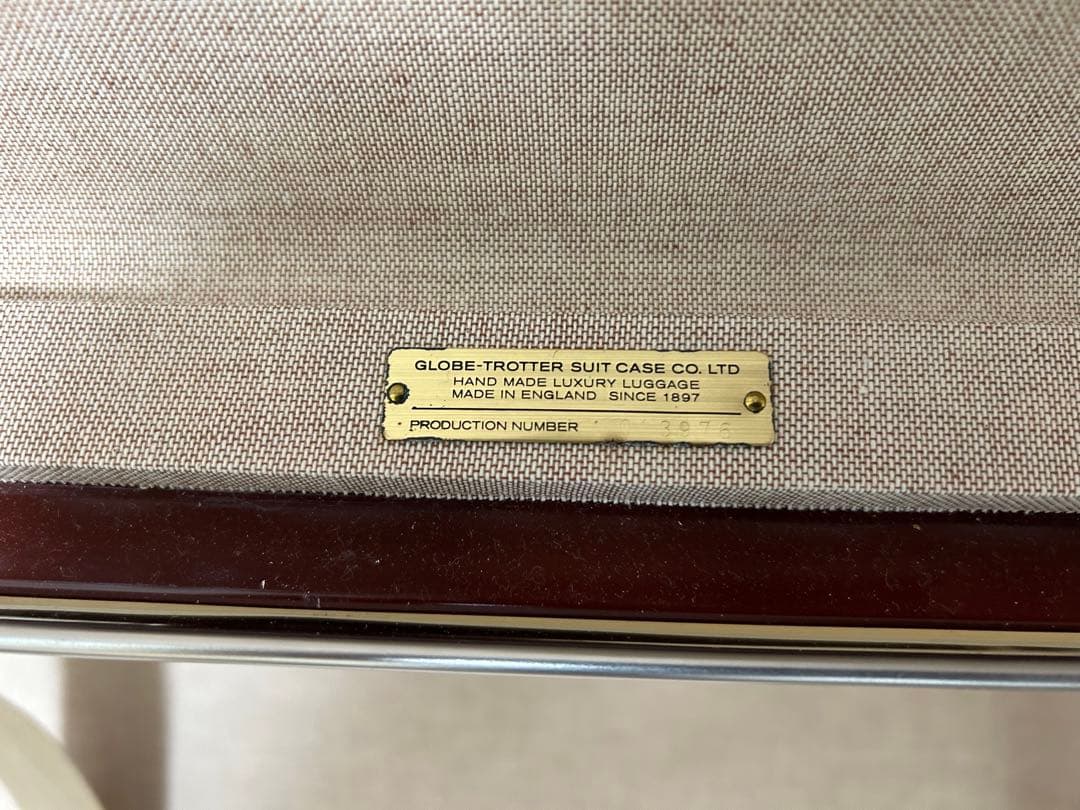 GLOBE-TROTTER SUIT CASE CO. LTD
HAND MADE LUXURY LUGGAGE
MADE IN ENGLAND SINCE 1897
PRODUCTION NUMBER